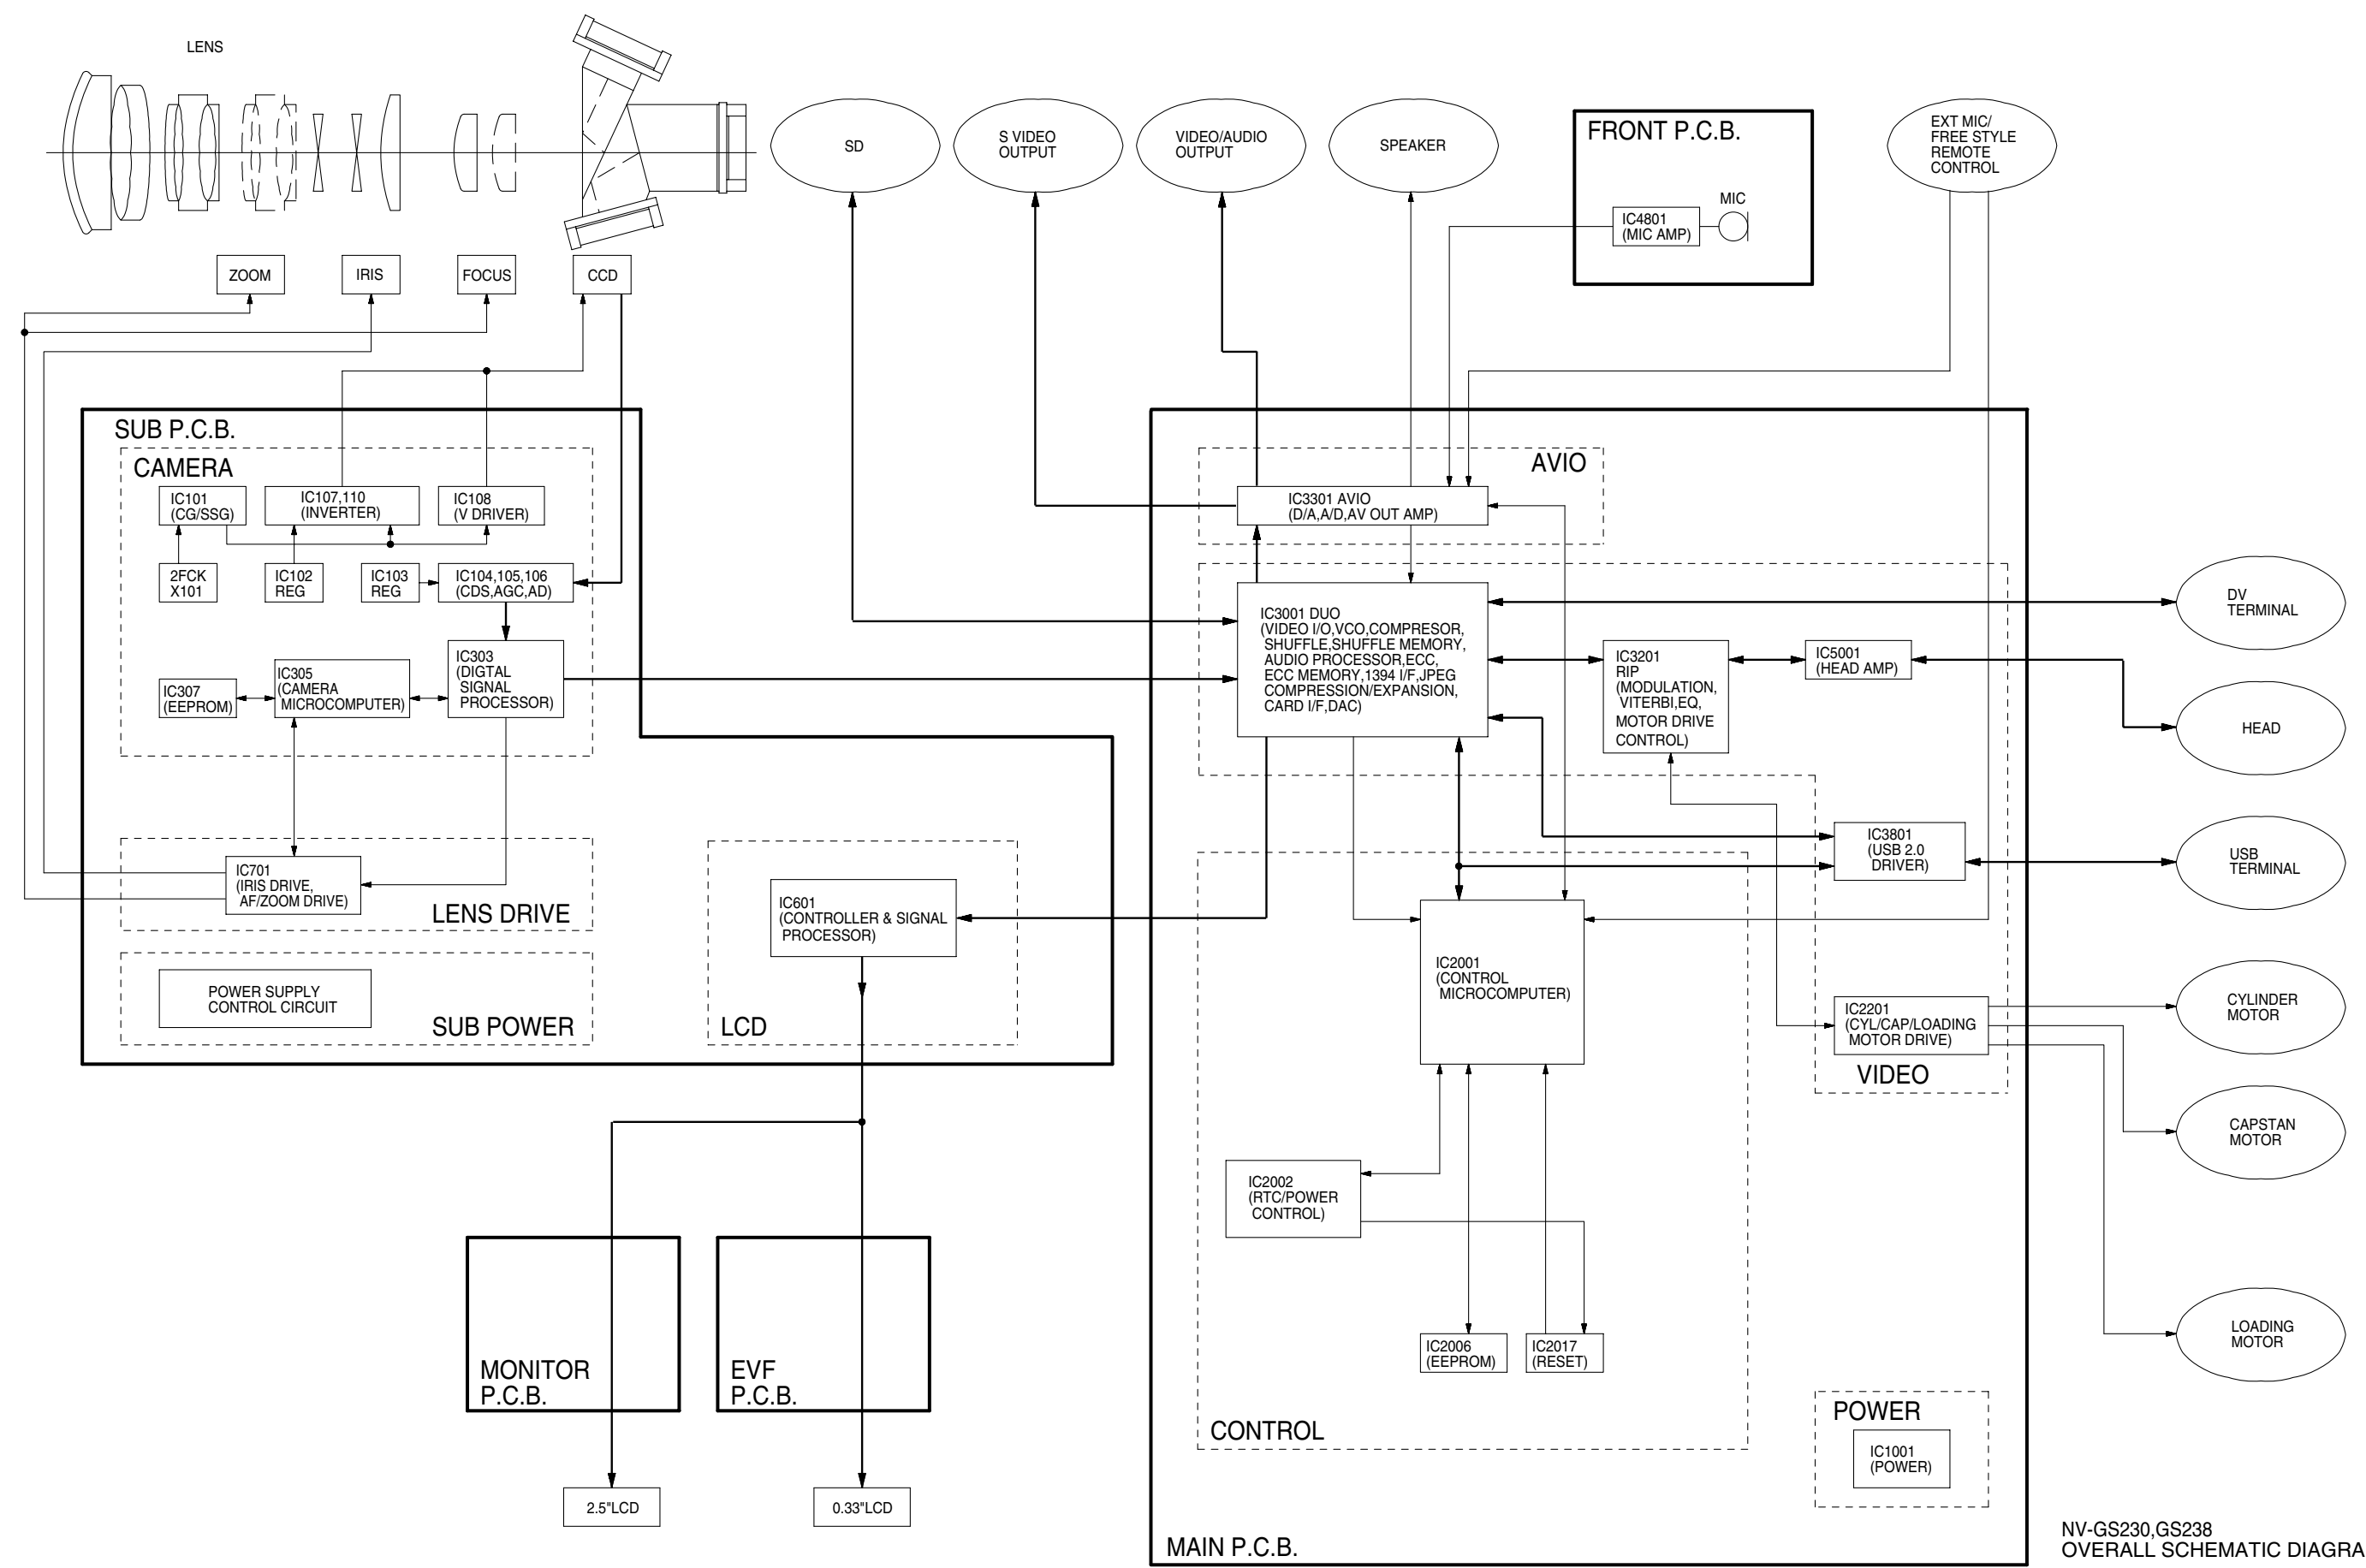 LENS
SD
S VIDEO
OUTPUT
VIDEO/AUDIO
OUTPUT
SPEAKER
FRONT P.C.B.
MIC
IC4801
(MIC AMP)
EXT MIC/
FREE STYLE
REMOTE
CONTROL
ZOOM
IRIS
FOCUS
CCD
SUB P.C.B.
CAMERA
IC101
(CG/SSG)
IC107,110
(INVERTER)
IC108
(V DRIVER)
2FCK
X101
IC102
REG
IC103
REG
IC104,105,106
(CDS,AGC,AD)
IC307
(EEPROM)
IC305
(CAMERA
MICROCOMPUTER)
IC303
(DIGTAL
SIGNAL
PROCESSOR)
IC701
(IRIS DRIVE,
AF/ZOOM DRIVE)
LENS DRIVE
POWER SUPPLY
CONTROL CIRCUIT
SUB POWER
IC601
(CONTROLLER & SIGNAL
PROCESSOR)
LCD
MONITOR
P.C.B.
EVF
P.C.B.
2.5"LCD
0.33"LCD
AVIO
IC3301 AVIO
(D/A,A/D,AV OUT AMP)
IC3001 DUO
(VIDEO I/O,VCO,COMPRESOR,
SHUFFLE,SHUFFLE MEMORY,
AUDIO PROCESSOR,ECC,
ECC MEMORY,1394 I/F,JPEG
COMPRESSION/EXPANSION,
CARD I/F,DAC)
IC3201
RIP
(MODULATION,
VITERBI,EQ,
MOTOR DRIVE
CONTROL)
IC5001
(HEAD AMP)
IC3801
(USB 2.0
DRIVER)
IC2001
(CONTROL
MICROCOMPUTER)
IC2201
(CYL/CAP/LOADING
MOTOR DRIVE)
VIDEO
IC2002
(RTC/POWER
CONTROL)
IC2006
(EEPROM)
IC2017
(RESET)
CONTROL
POWER
IC1001
(POWER)
MAIN P.C.B.
DV
TERMINAL
HEAD
USB
TERMINAL
CYLINDER
MOTOR
CAPSTAN
MOTOR
LOADING
MOTOR
NV-GS230,GS238
OVERALL SCHEMATIC DIAGRA